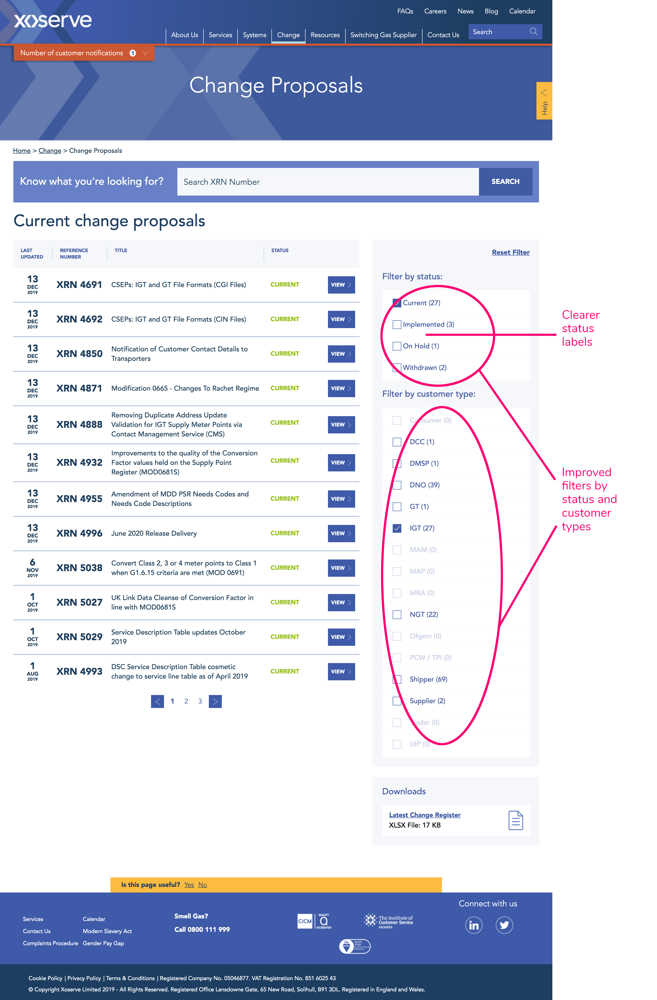 FAQs Careers News Blog Calendar
xoserve
About Us Services Systems Change Resources Switching Gas Supplier Contact Us Search
Number of customer notifications 1
Change Proposals
Help
Home > Change > Change Proposals
Know what you're looking for? Search XRN Number SEARCH
Current change proposals
LAST UPDATED REFERENCE NUMBER TITLE STATUS
13 DEC 2019 XRN 4691 CSEPs: IGT and GT File Formats (CGI Files) CURRENT VIEW
13 DEC 2019 XRN 4692 CSEPs: IGT and GT File Formats (CIN Files) CURRENT VIEW
13 DEC 2019 XRN 4850 Notification of Customer Contact Details to Transporters CURRENT VIEW
13 DEC 2019 XRN 4871 Modification 0665 - Changes To Rachet Regime CURRENT VIEW
13 DEC 2019 XRN 4888 Removing Duplicate Address Update Validation for IGT Supply Meter Points via Contact Management Service (CMS) CURRENT VIEW
13 DEC 2019 XRN 4932 Improvements to the quality of the Conversion Factor values held on the Supply Point Register (MOD0681S) CURRENT VIEW
13 DEC 2019 XRN 4955 Amendment of MDD PSR Needs Codes and Needs Code Descriptions CURRENT VIEW
13 DEC 2019 XRN 4996 June 2020 Release Delivery CURRENT VIEW
6 NOV 2019 XRN 5038 Convert Class 2, 3 or 4 meter points to Class 1 when G1.6.15 criteria are met (MOD 0691) CURRENT VIEW
1 OCT 2019 XRN 5027 UK Link Data Cleanse of Conversion Factor in line with MOD0681S CURRENT VIEW
1 OCT 2019 XRN 5029 Service Description Table updates October 2019 CURRENT VIEW
1 AUG 2019 XRN 4993 DSC Service Description Table cosmetic change to service line table as of April 2019 CURRENT VIEW
< 1 2 3 >
Reset Filter
Filter by status:
Current (27)
Implemented (3)
On Hold (1)
Withdrawn (2)
Filter by customer type:
Consumer (0)
DCC (1)
DMSP (1)
DNO (39)
GT (1)
IGT (27)
MAM (0)
MAP (0)
MRA (0)
NGT (22)
Ofgem (0)
PCW / TPI (0)
Shipper (69)
Supplier (2)
Trader (0)
UIP (0)
Clearer
status
labels
Improved
filters by
status and
customer
types
Downloads
Latest Change Register
XLSX File: 17 KB
Is this page useful? Yes No
Services
Contact Us
Complaints Procedure
Calendar
Modern Slavery Act
Gender Pay Gap
Smell Gas?
Call 0800 111 999
CICM QUALITY Q ACCREDITED
The Institute of
Customer Service
MEMBER
bsi. ISO/IEC
27001
Information Security
Management
Connect with us
in
Cookie Policy | Privacy Policy | Terms & Conditions | Registered Company No. 05046877. VAT Registration No. 851 6025 43
© Copyright Xoserve Limited 2019 - All Rights Reserved. Registered Office Lansdowne Gate, 65 New Road, Solihull, B91 3DL. Registered in England and Wales.